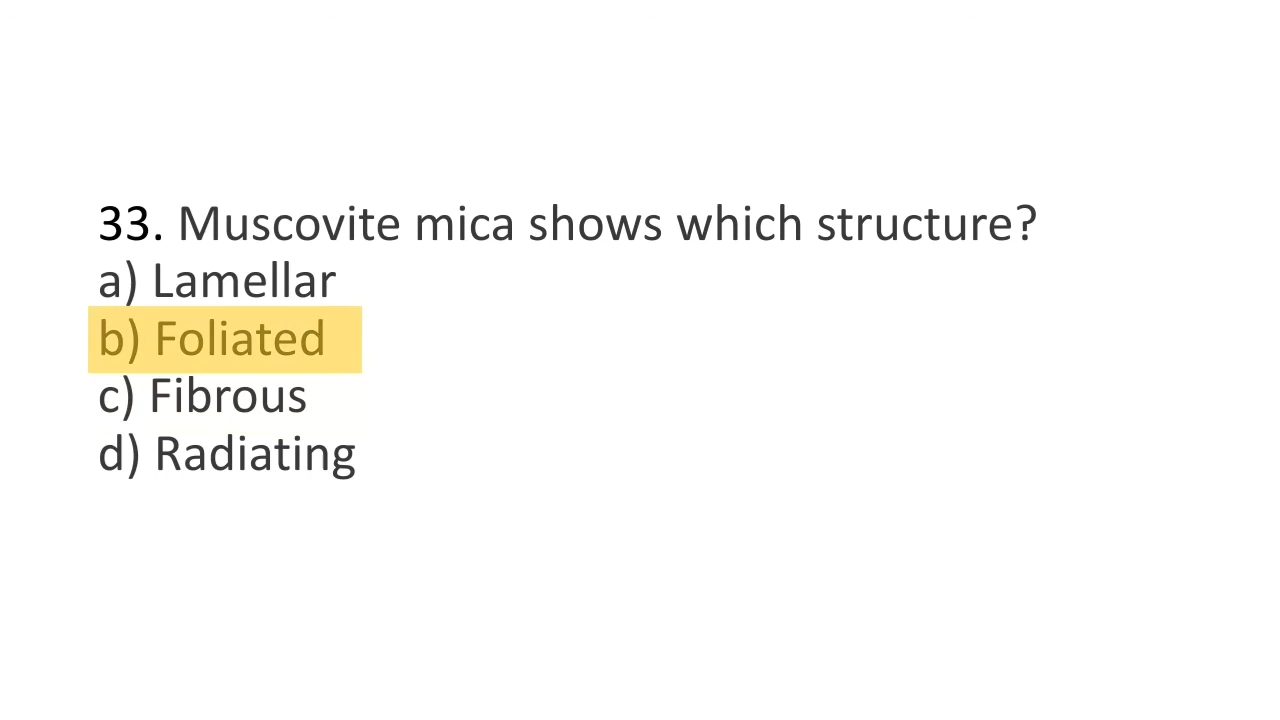 33. Muscovite mica shows which structure?
a) Lamellar
b) Foliated
c) Fibrous
d) Radiating